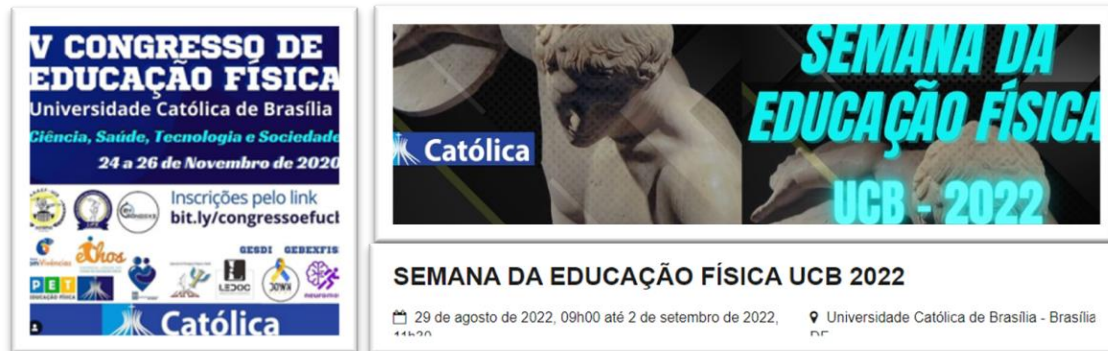 V CONGRESSO DE
EDUCAÇÃO FÍSICA
Universidade Católica de Brasília
Ciência, Saúde, Tecnologia e Sociedade
24 a 26 de Novembro de 2020
Inscrições pelo link
bit.ly/congressoefucb
ethos
GESDI GEBEXFIS
PET
EDUCAÇÃO FÍSICA
LEDOC
DOWN
Católica
SEMANA DA
EDUCAÇÃO FÍSICA
Católica
UCB - 2022
SEMANA DA EDUCAÇÃO FÍSICA UCB 2022
29 de agosto de 2022, 09h00 até 2 de setembro de 2022,
Universidade Católica de Brasília - Brasília